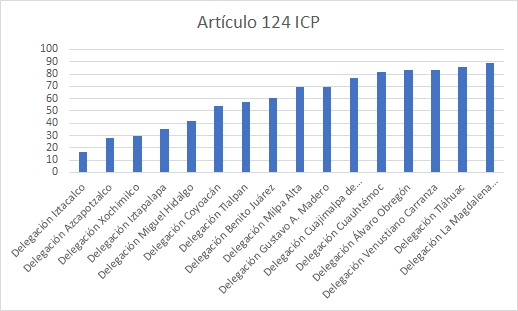 Artículo 124 ICP
100
90
80
70
60
50
40
30
20
10
0
Delegación Iztacalco
Delegación Azcapotzalco
Delegación Xochimilco
Delegación Iztapalapa
Delegación Miguel Hidalgo
Delegación Coyoacán
Delegación Tlalpan
Delegación Benito Juárez
Delegación Milpa Alta
Delegación Gustavo A. Madero
Delegación Cuajimalpa de...
Delegación Cuauhtémoc
Delegación Álvaro Obregón
Delegación Venustiano Carranza
Delegación Tláhuac
Delegación La Magdalena...